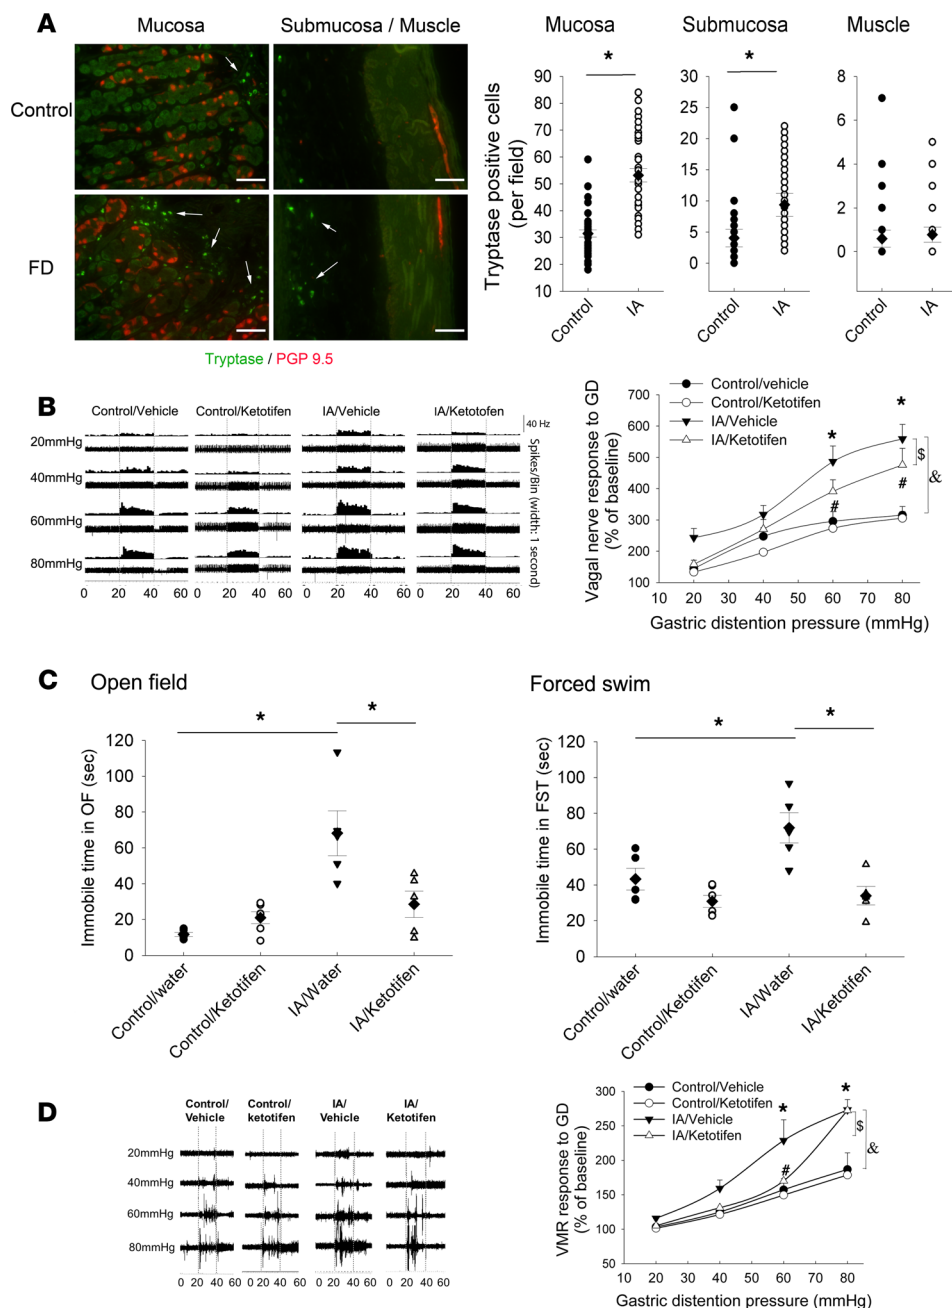 A
Mucosa
Submucosa / Muscle
Control
FD
Tryptase / PGP 9.5
Mucosa
Submucosa
Muscle
Tryptase positive cells
(per field)
*
90
80
70
60
50
40
30
20
10
Control
IA
*
30
25
20
15
10
5
0
Control
IA
8
6
4
2
0
Control
IA
B
Control/Vehicle
Control/Ketotifen
IA/Vehicle
IA/Ketotofen
40 Hz
Spikes/Bin (width: 1 second)
20mmHg
40mmHg
60mmHg
80mmHg
0 20 40 60
0 20 40 60
0 20 40 60
0 20 40 60
Control/vehicle
Control/Ketotifen
IA/Vehicle
IA/Ketotifen
Vagal nerve response to GD
(% of baseline)
700
500
300
200
100
* *
# #
$
&
10 20 30 40 50 60 70 80
Gastric distention pressure (mmHg)
C
Open field
* *
Immobile time in OF (sec)
120
100
80
60
40
20
0
Control/water
Control/Ketotifen
IA/Water
IA/Ketotifen
Forced swim
* *
Immobile time in FST (sec)
120
100
80
60
40
20
0
Control/water
Control/Ketotifen
IA/Water
IA/Ketotifen
D
Control/
Vehicle
Control/
ketotifen
IA/
Vehicle
IA/
Ketotifen
20mmHg
40mmHg
60mmHg
80mmHg
0 20 40 60
0 20 40 60
0 20 40 60
0 20 40 60
Control/Vehicle
Control/Ketotifen
IA/Vehicle
IA/Ketotifen
VMR response to GD
(% of baseline)
300
250
200
150
100
50
* *
#
$
&
10 20 30 40 50 60 70 80
Gastric distention pressure (mmHg)